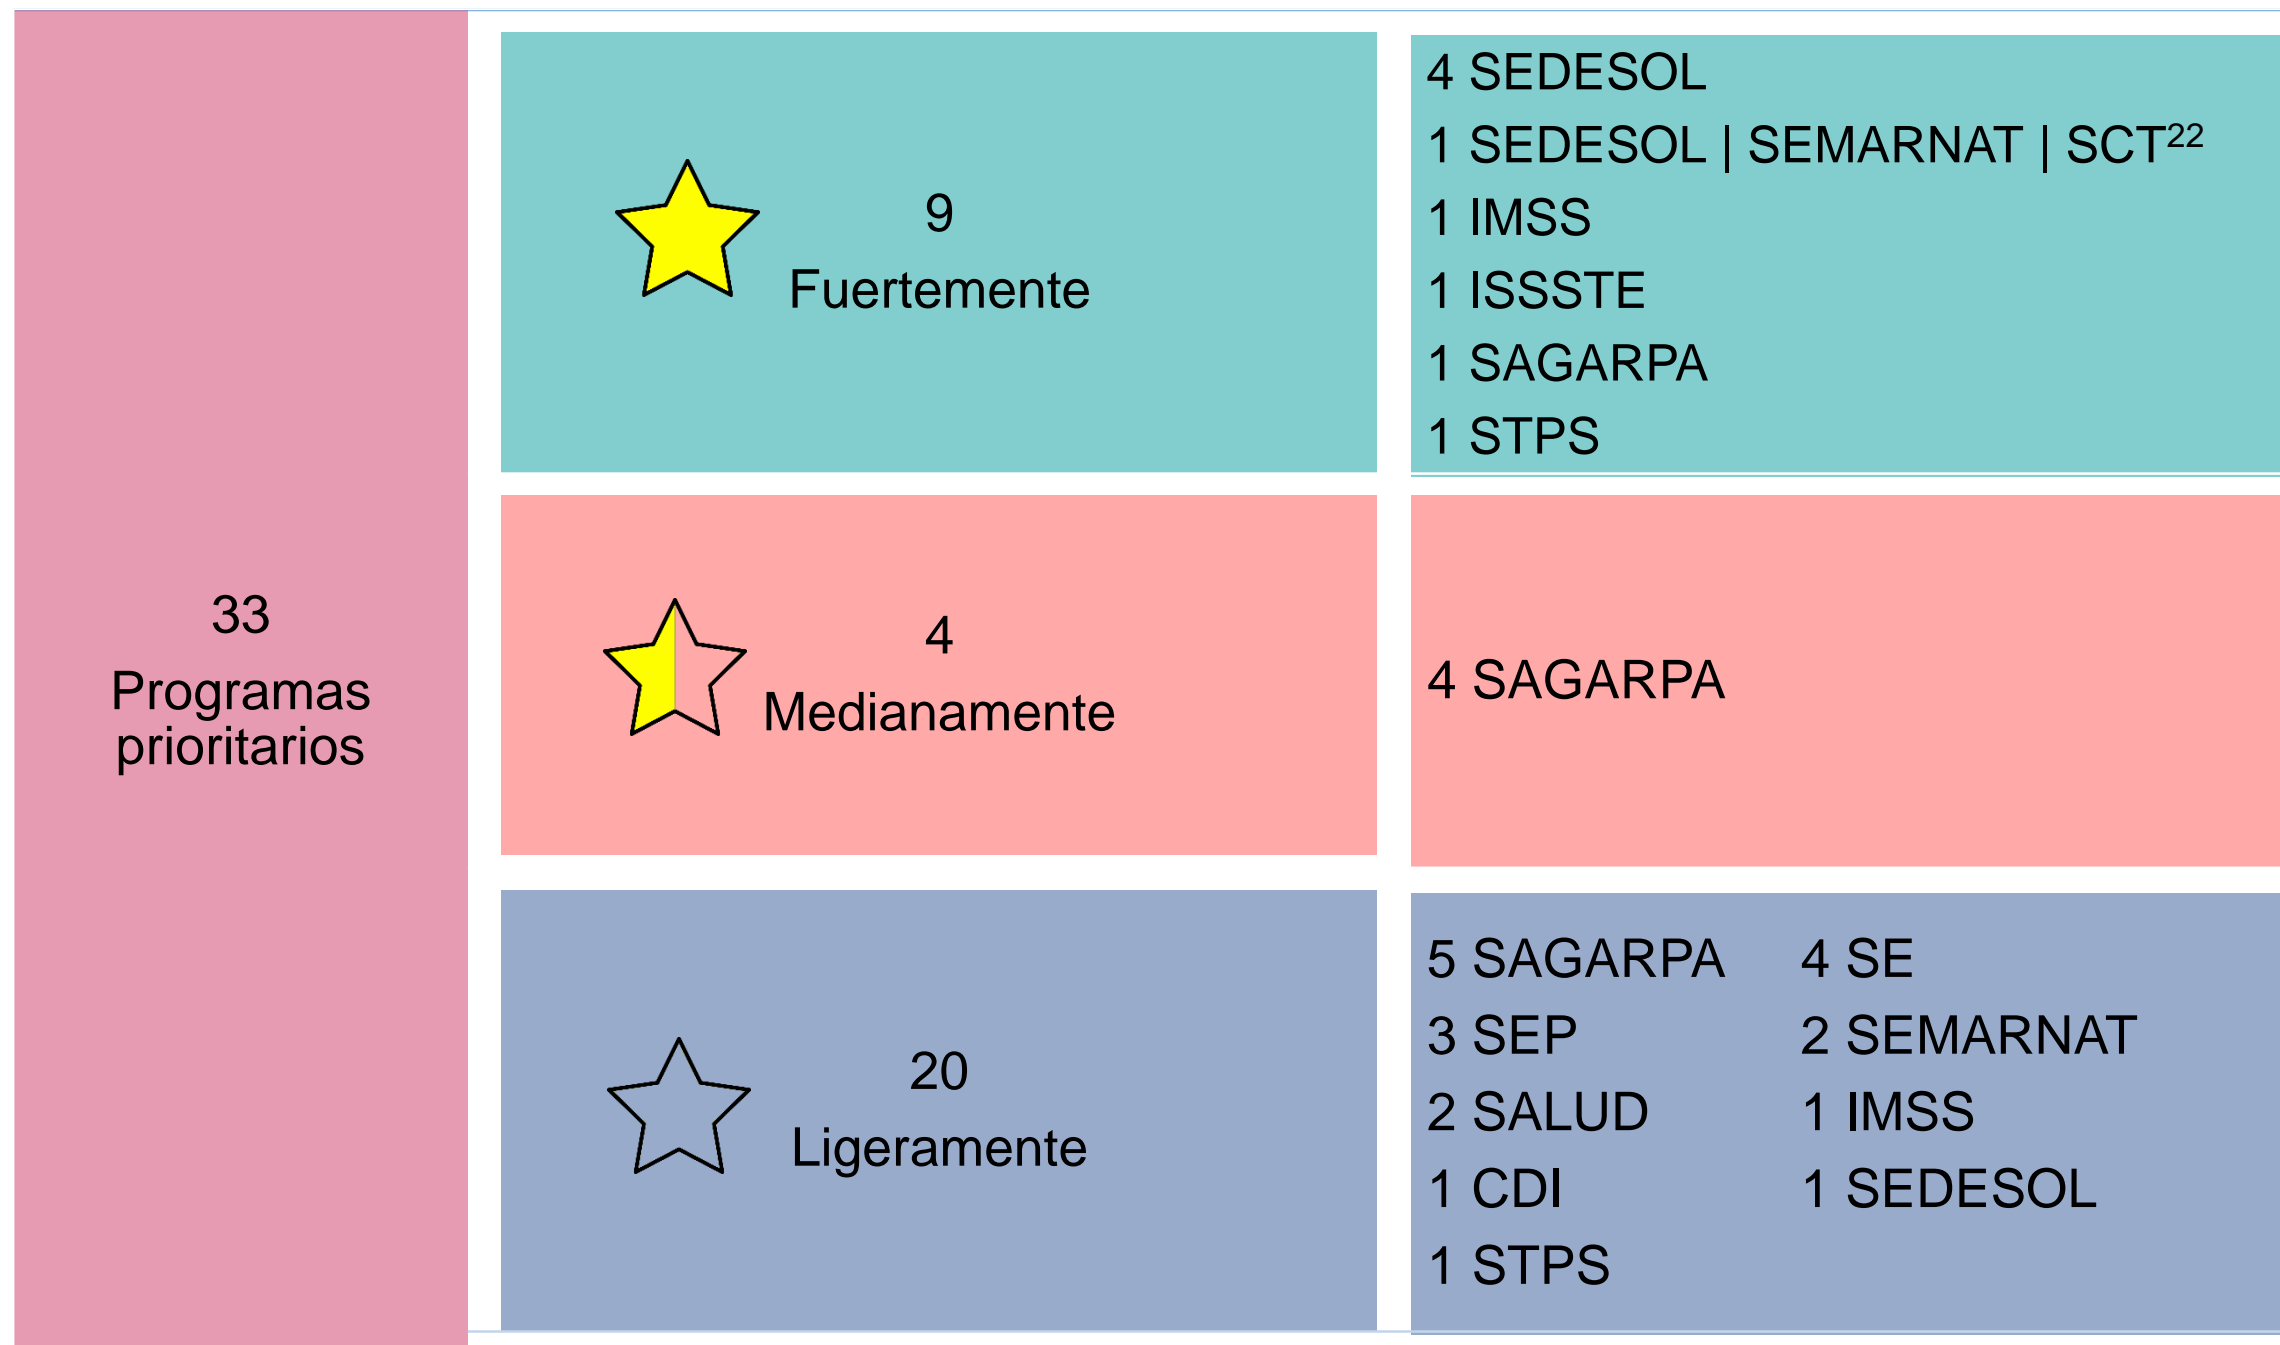 33
Programas
prioritarios
9
Fuertemente
4 SEDESOL
1 SEDESOL | SEMARNAT | SCT22
1 IMSS
1 ISSSTE
1 SAGARPA
1 STPS
4
Medianamente
4 SAGARPA
20
Ligeramente
5 SAGARPA
3 SEP
2 SALUD
1 CDI
1 STPS
4 SE
2 SEMARNAT
1 IMSS
1 SEDESOL